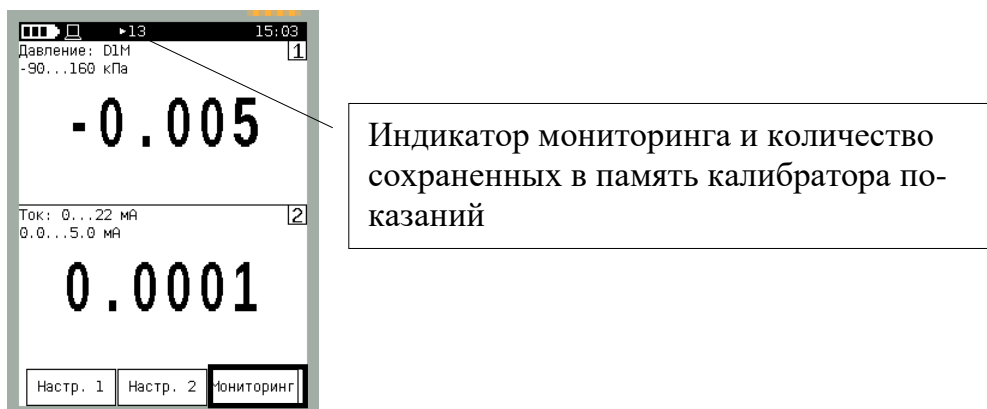 ▸13 15:03
Давление: D1M 1
-90...160 кПа
-0.005
Ток: 0...22 мА 2
0.0...5.0 мА
0.0001
Настр. 1 Настр. 2 Мониторинг
Индикатор мониторинга и количество
сохраненных в память калибратора по-
казаний